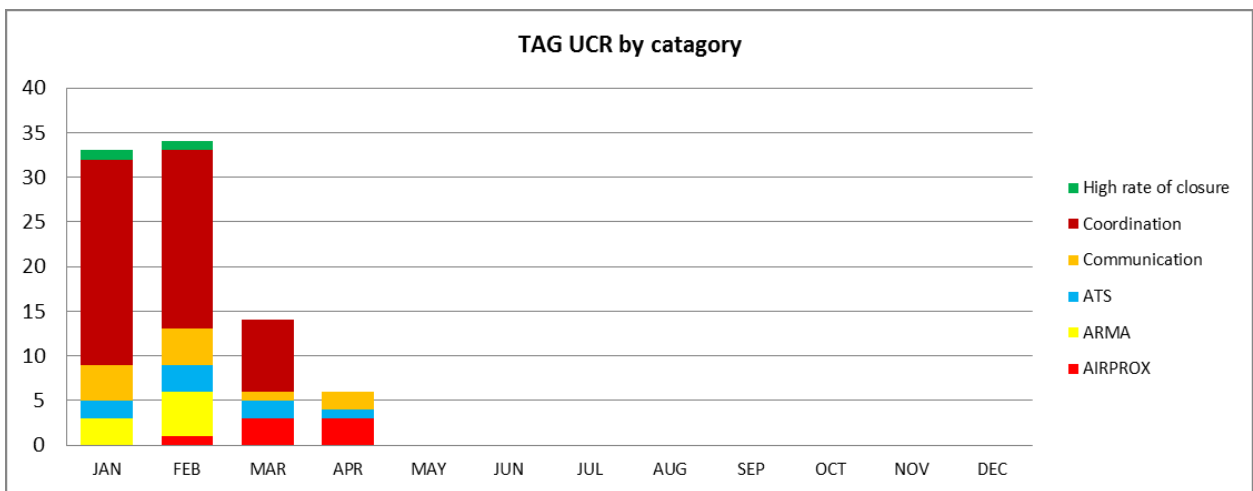 TAG UCR by catagory
40
35
30
25
20
15
10
5
0
JAN FEB MAR APR MAY JUN JUL AUG SEP OCT NOV DEC
High rate of closure
Coordination
Communication
ATS
ARMA
AIRPROX